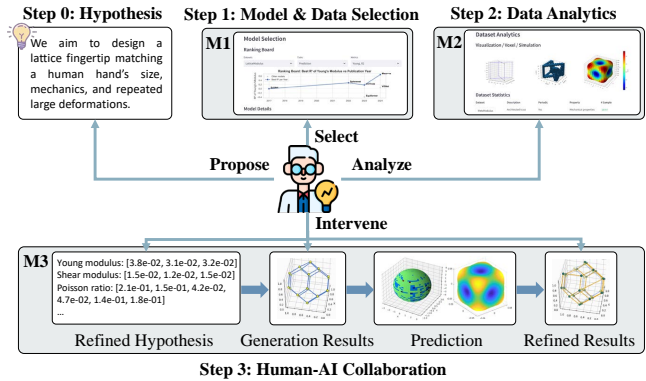 Step 0: Hypothesis
Step 1: Model & Data Selection
Step 2: Data Analytics
We aim to design a
lattice fingertip matching
a human hand's size,
mechanics, and repeated
large deformations.
M1
Model Selection
Ranking Board
Model Details
M2
Dataset Analytics
Visualization / Voxel / Simulation
Dataset Statistics
Select
Propose
Analyze
Intervene
M3
Young modulus: [3.8e-02, 3.1e-02, 3.2e-02]
Shear modulus: [1.5e-02, 1.2e-02, 1.5e-02]
Poisson ratio: [2.1e-01, 1.5e-01, 4.2e-02,
4.7e-02, 1.4e-01, 1.8e-01]
...
Refined Hypothesis
Generation Results
Prediction
Refined Results
Step 3: Human-AI Collaboration